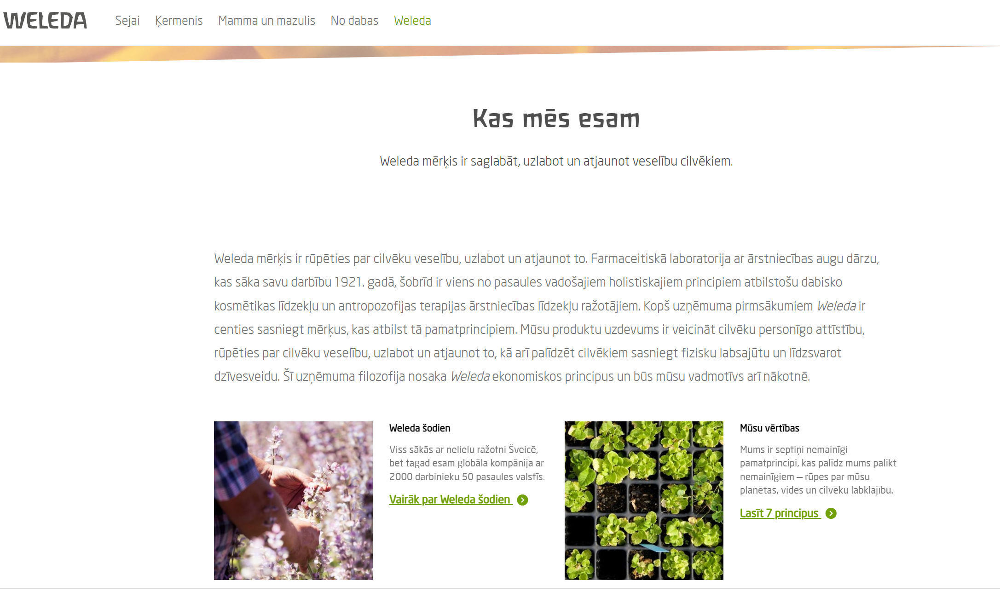 WELEDA
Sejai
Ķermenis
Mamma un mazulis
No dabas
Weleda
Kas mēs esam
Weleda mērķis ir saglabāt, uzlabot un atjaunot veselību cilvēkiem.
Weleda mērķis ir rūpēties par cilvēku veselību, uzlabot un atjaunot to. Farmaceitiskā laboratorija ar ārstniecības augu dārzu,
kas sāka savu darbību 1921. gadā, šobrīd ir viens no pasaules vadošajiem holistiskajiem principiem atbilstošu dabisko
kosmētikas līdzekļu un antropozofijas terapijas ārstniecības līdzekļu ražotājiem. Kopš uzņēmuma pirmsākumiem Weleda ir
centies sasniegt mērķus, kas atbilst tā pamatprincipiem. Mūsu produktu uzdevums ir veicināt cilvēku personīgo attīstību,
rūpēties par cilvēku veselību, uzlabot un atjaunot to, kā arī palīdzēt cilvēkiem sasniegt fizisku labsajūtu un līdzsvarot
dzīvesveidu. Šī uzņēmuma filozofija nosaka Weleda ekonomiskos principus un būs mūsu vadmotīvs arī nākotnē.
Weleda šodien
Viss sākās ar nelielu ražotni Šveicē,
bet tagad esam globāla kompānija ar
2000 darbinieku 50 pasaules valstīs.
Vairāk par Weleda šodien
Mūsu vērtības
Mums ir septiņi nemainīgi
pamatprincipi, kas palīdz mums palikt
nemainīgiem – rūpes par mūsu
planētas, vides un cilvēku labklājību.
Lasīt 7 principus